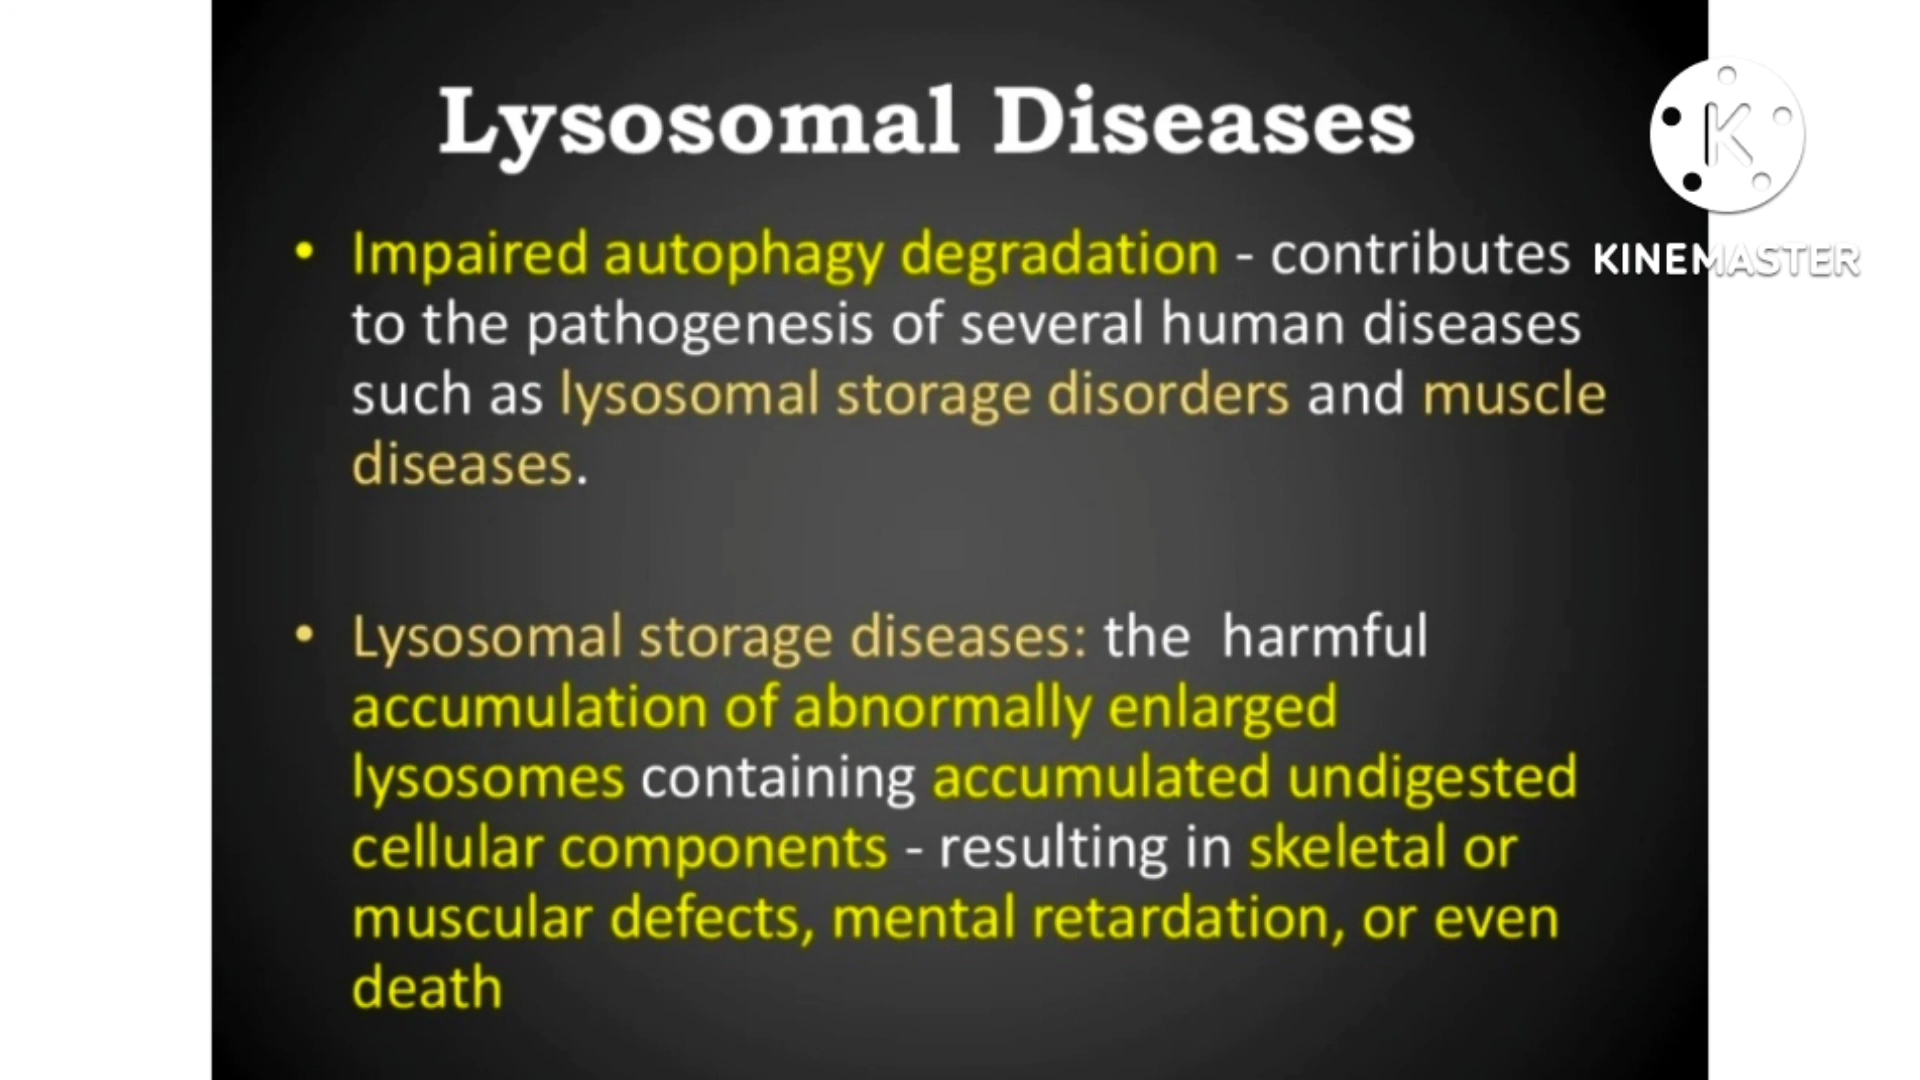 Lysosomal Diseases
• Impaired autophagy degradation - contributes
to the pathogenesis of several human diseases
such as lysosomal storage disorders and muscle
diseases.
• Lysosomal storage diseases: the harmful
accumulation of abnormally enlarged
lysosomes containing accumulated undigested
cellular components - resulting in skeletal or
muscular defects, mental retardation, or even
death
K
KINEMASTER